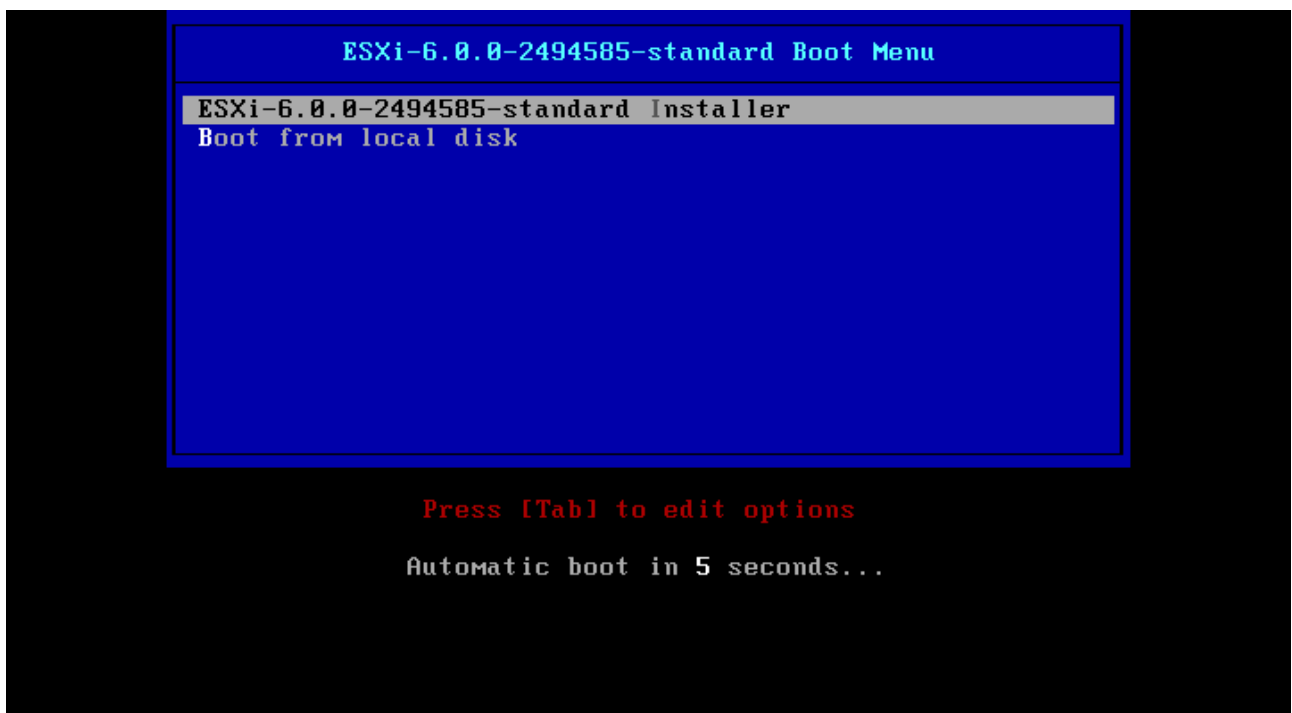 ESXi-6.0.0-2494585-standard Boot Menu
ESXi-6.0.0-2494585-standard Installer
Boot from local disk
Press [Tab] to edit options
Automatic boot in 5 seconds...